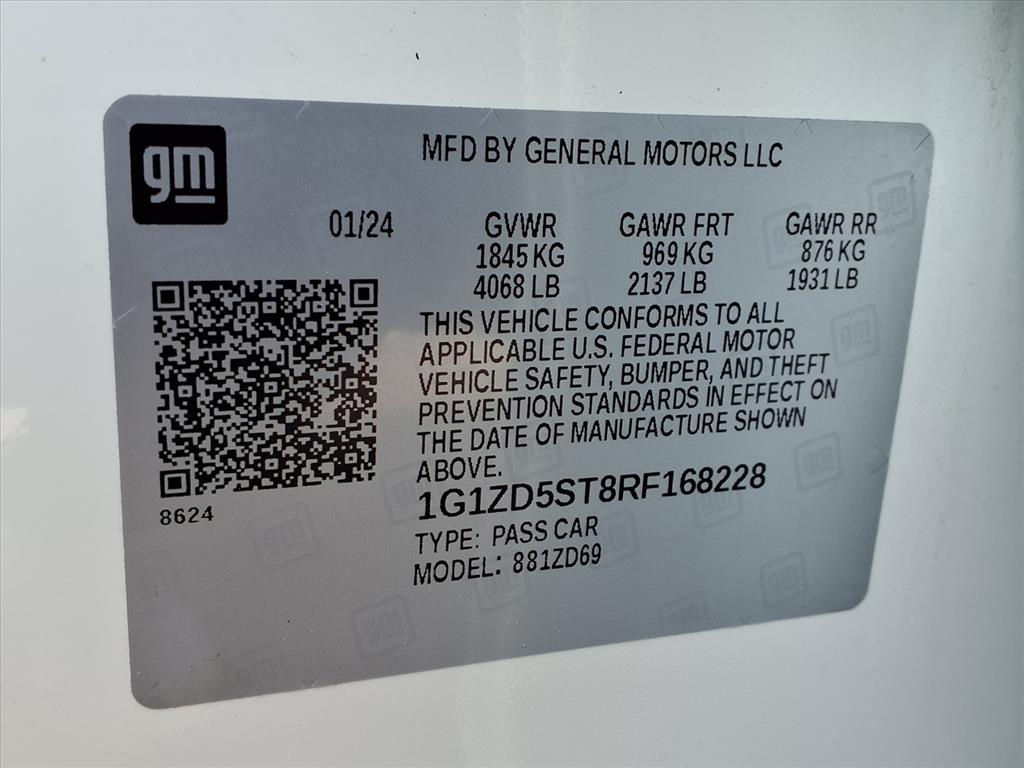 gm
MFD BY GENERAL MOTORS LLC
01/24 GVWR GAWR FRT GAWR RR
1845 KG 969 KG 876 KG
4068 LB 2137 LB 1931 LB
THIS VEHICLE CONFORMS TO ALL
APPLICABLE U.S. FEDERAL MOTOR
VEHICLE SAFETY, BUMPER, AND THEFT
PREVENTION STANDARDS IN EFFECT ON
THE DATE OF MANUFACTURE SHOWN
ABOVE.
1G1ZD5ST8RF168228
8624
TYPE: PASS CAR
MODEL: 881ZD69